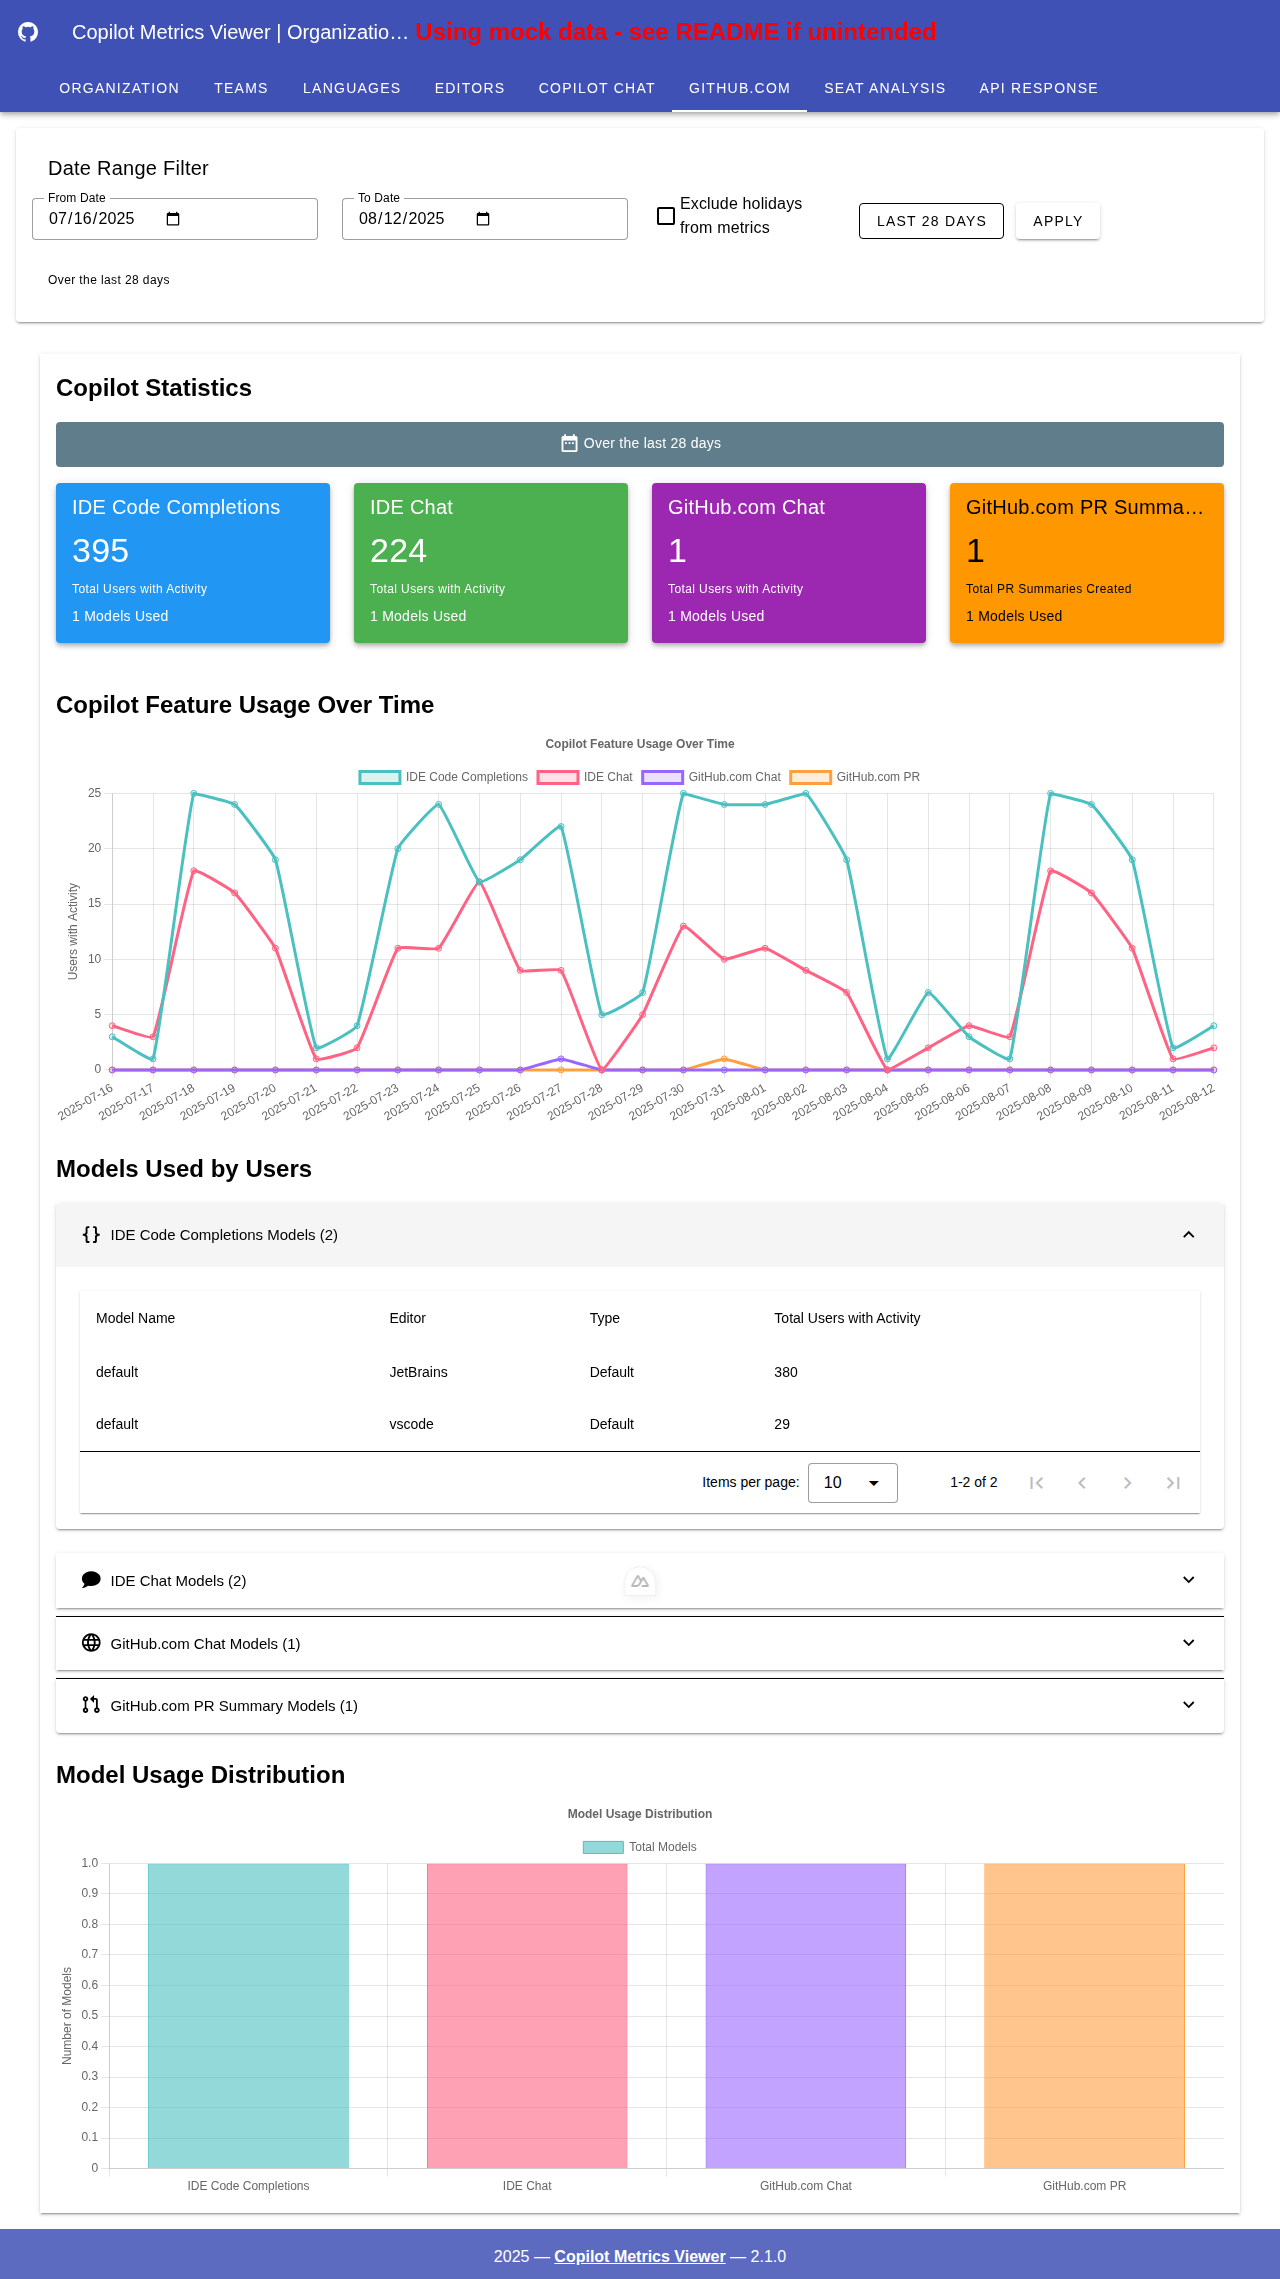 Copilot Metrics Viewer | Organizatio… Using mock data - see README if unintended
ORGANIZATION TEAMS LANGUAGES EDITORS COPILOT CHAT GITHUB.COM SEAT ANALYSIS API RESPONSE
Date Range Filter
From Date To Date
07/16/2025 08/12/2025
Exclude holidays
from metrics
LAST 28 DAYS APPLY
Over the last 28 days
Copilot Statistics
Over the last 28 days
IDE Code Completions
395
Total Users with Activity
1 Models Used
IDE Chat
224
Total Users with Activity
1 Models Used
GitHub.com Chat
1
Total Users with Activity
1 Models Used
GitHub.com PR Summa…
1
Total PR Summaries Created
1 Models Used
Copilot Feature Usage Over Time
Copilot Feature Usage Over Time
IDE Code Completions IDE Chat GitHub.com Chat GitHub.com PR
Users with Activity
25
20
15
10
5
0
2025-07-16 2025-07-17 2025-07-18 2025-07-19 2025-07-20 2025-07-21 2025-07-22 2025-07-23 2025-07-24 2025-07-25 2025-07-26 2025-07-27 2025-07-28 2025-07-29 2025-07-30 2025-07-31 2025-08-01 2025-08-02 2025-08-03 2025-08-04 2025-08-05 2025-08-06 2025-08-07 2025-08-08 2025-08-09 2025-08-10 2025-08-11 2025-08-12
Models Used by Users
IDE Code Completions Models (2)
Model Name Editor Type Total Users with Activity
default JetBrains Default 380
default vscode Default 29
Items per page: 10 1-2 of 2
IDE Chat Models (2)
GitHub.com Chat Models (1)
GitHub.com PR Summary Models (1)
Model Usage Distribution
Model Usage Distribution
Total Models
Number of Models
1.0
0.9
0.8
0.7
0.6
0.5
0.4
0.3
0.2
0.1
0
IDE Code Completions IDE Chat GitHub.com Chat GitHub.com PR
2025 — Copilot Metrics Viewer — 2.1.0